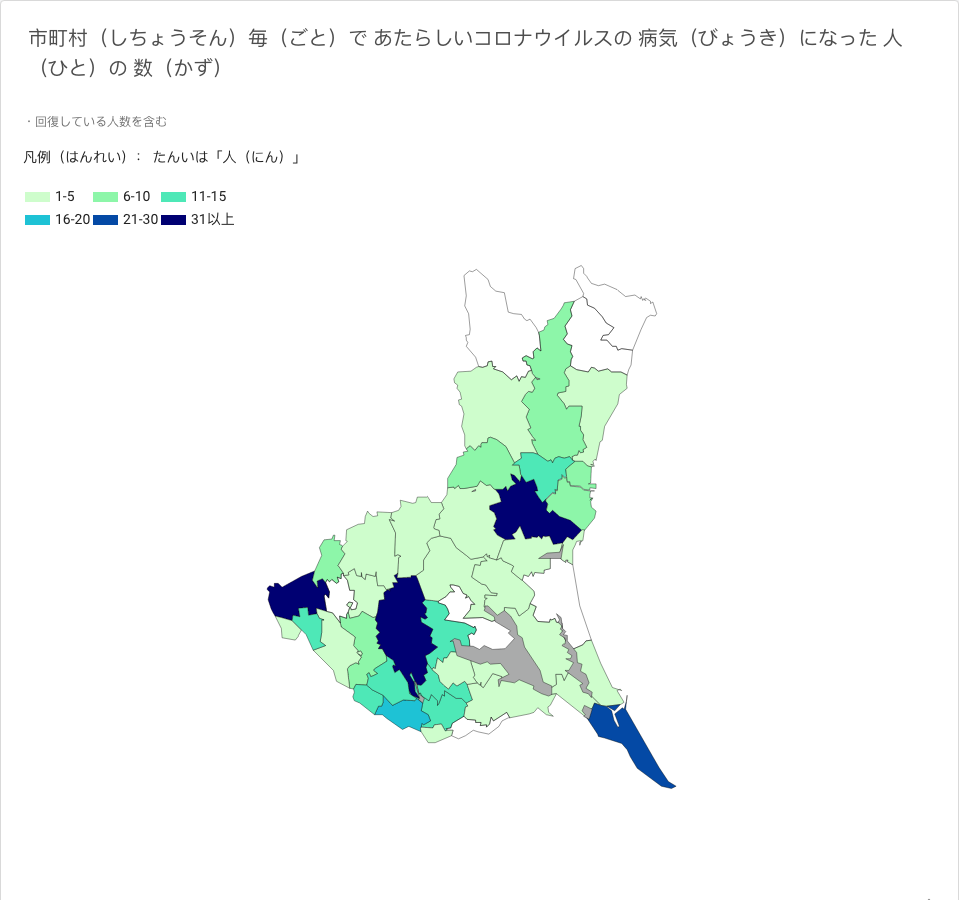 市町村（しちょうそん）毎（ごと）で あたらしいコロナウイルスの 病気（びょうき）になった 人
（ひと）の 数（かず）
・回復している人数を含む
凡例（はんれい）： たんいは「人（にん）」
1-5 6-10 11-15
16-20 21-30 31以上